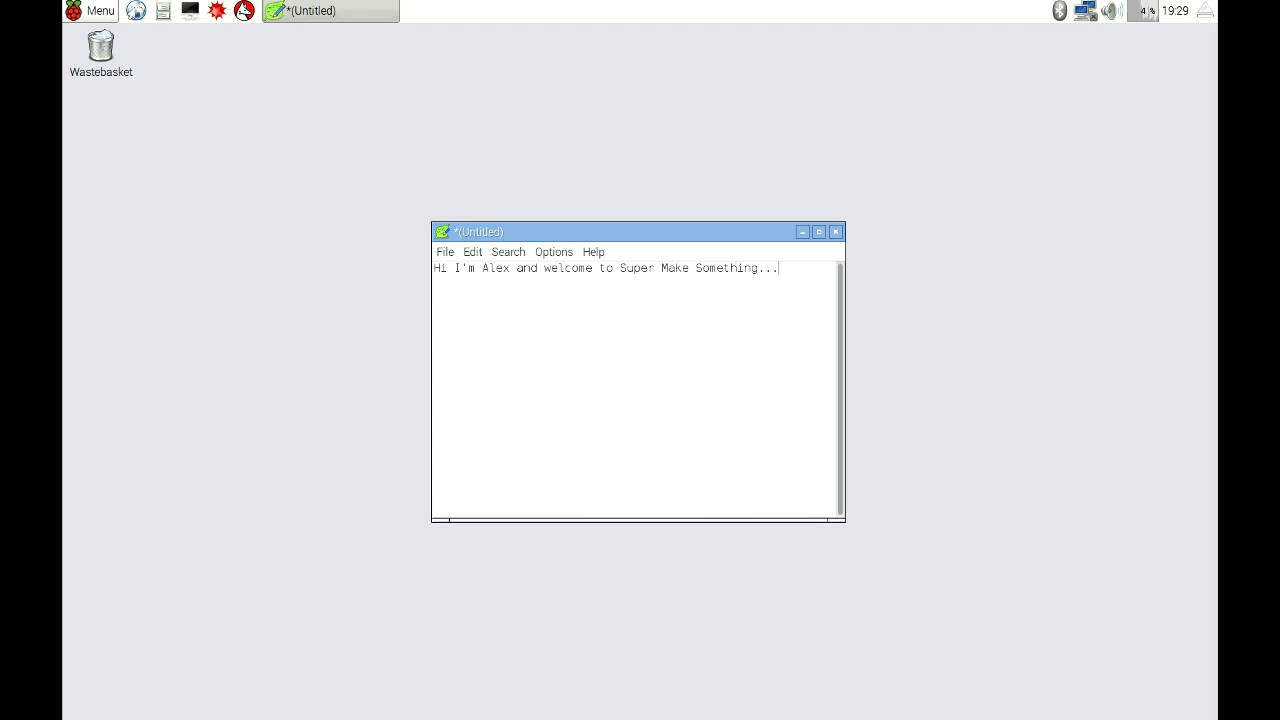 Menu
*(Untitled)
4 %
19:29
Wastebasket
*(Untitled)
File Edit Search Options Help
Hi I'm Alex and welcome to Super Make Something...